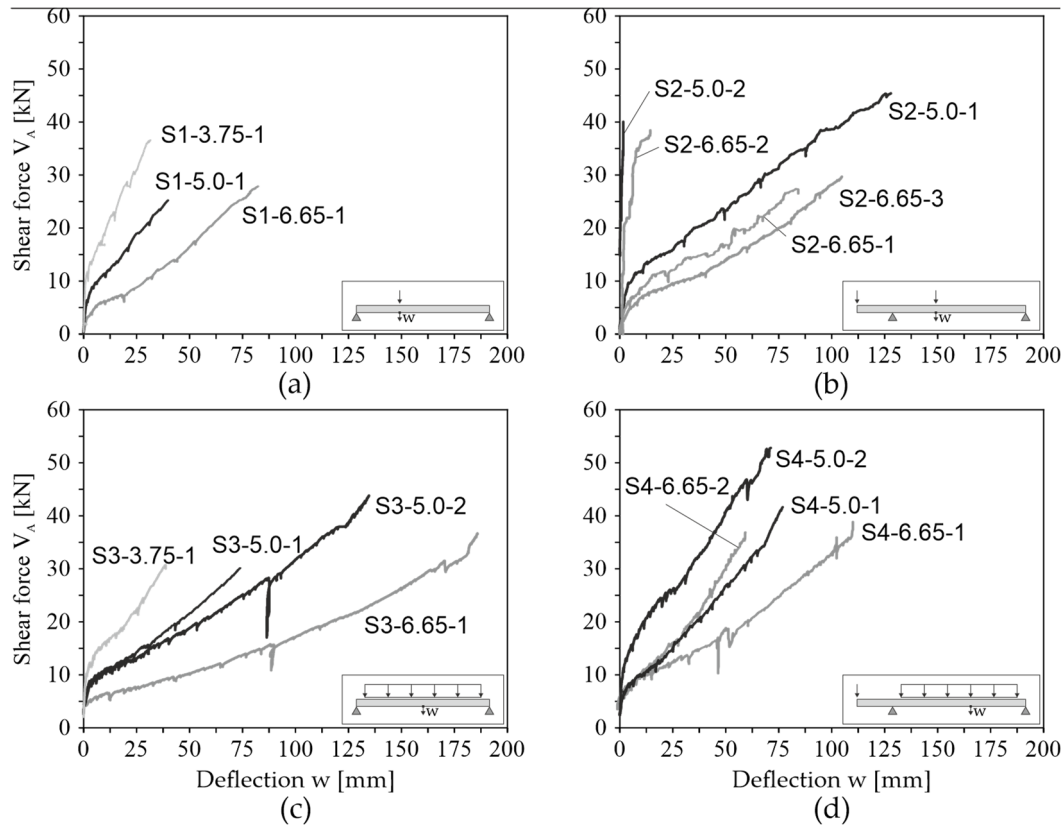 60
50
40
30
20
10
0
Shear force V_A [kN]
S1-3.75-1
S1-5.0-1
S1-6.65-1
w
0 25 50 75 100 125 150 175 200
(a)
60
50
40
30
20
10
0
S2-5.0-2
S2-5.0-1
S2-6.65-2
S2-6.65-3
S2-6.65-1
w
0 25 50 75 100 125 150 175 200
(b)
60
50
40
30
20
10
0
Shear force V_A [kN]
S3-5.0-2
S3-5.0-1
S3-3.75-1
S3-6.65-1
w
0 25 50 75 100 125 150 175 200
Deflection w [mm]
(c)
60
50
40
30
20
10
0
S4-5.0-2
S4-6.65-2
S4-5.0-1
S4-6.65-1
w
0 25 50 75 100 125 150 175 200
Deflection w [mm]
(d)